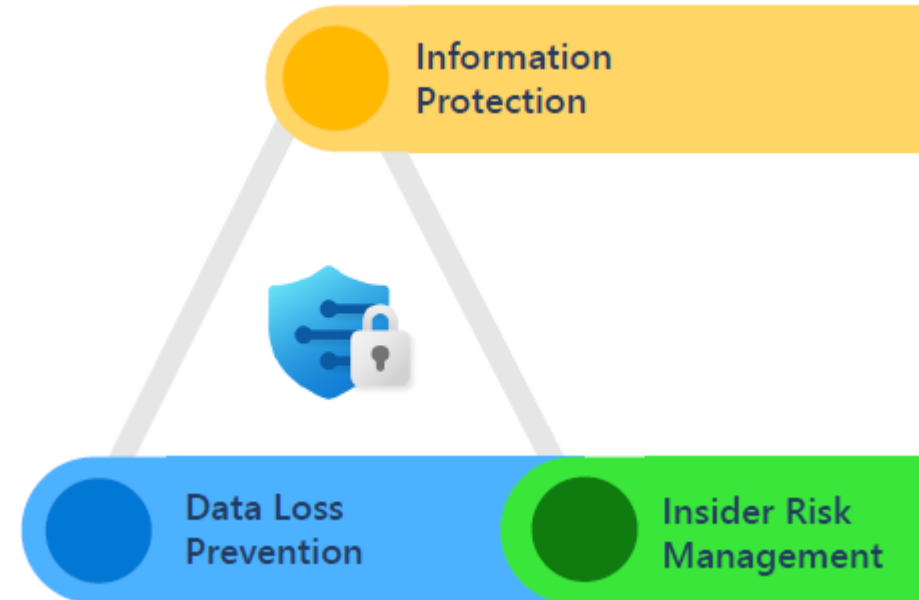 Information
Protection
Data Loss
Prevention
Insider Risk
Management